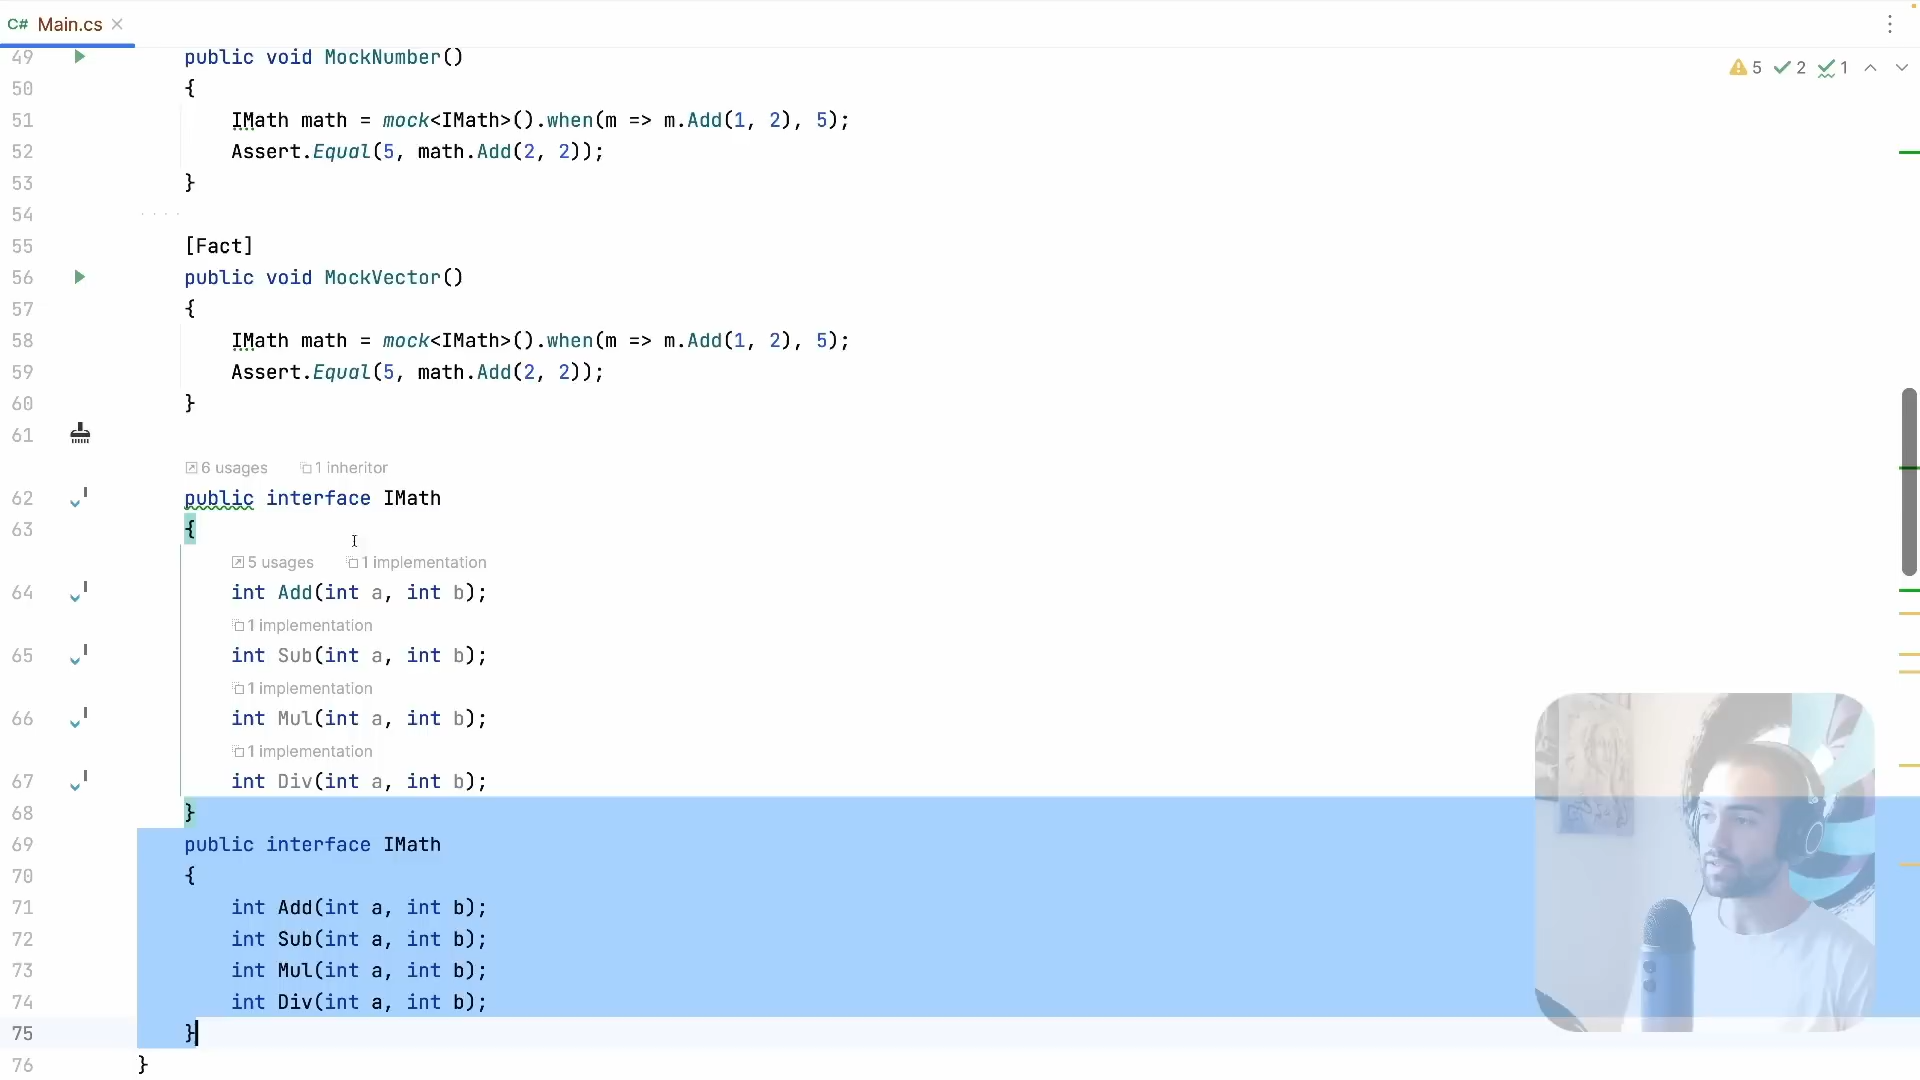 C# Main.cs
5 2 1
49 public void MockNumber()
50 {
51 IMath math = mock<IMath>().when(m => m.Add(1, 2), 5);
52 Assert.Equal(5, math.Add(2, 2));
53 }
54
55 [Fact]
56 public void MockVector()
57 {
58 IMath math = mock<IMath>().when(m => m.Add(1, 2), 5);
59 Assert.Equal(5, math.Add(2, 2));
60 }
61
6 usages 1 inheritor
62 public interface IMath
63 {
5 usages 1 implementation
64 int Add(int a, int b);
1 implementation
65 int Sub(int a, int b);
1 implementation
66 int Mul(int a, int b);
1 implementation
67 int Div(int a, int b);
68 }
69 public interface IMath
70 {
71 int Add(int a, int b);
72 int Sub(int a, int b);
73 int Mul(int a, int b);
74 int Div(int a, int b);
75 }
76 }